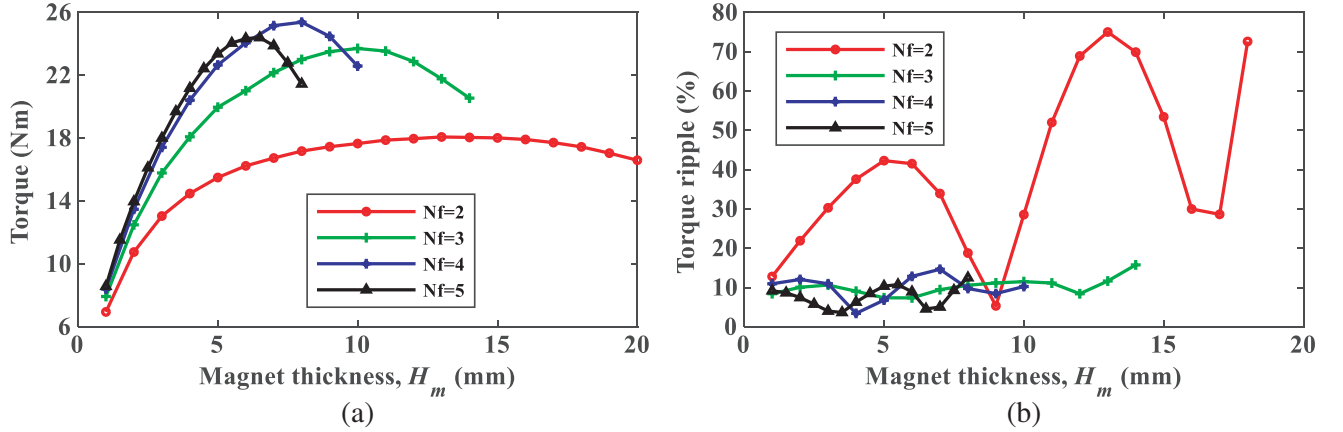 26
22
18
14
10
6
Torque (Nm)
Nf=2
Nf=3
Nf=4
Nf=5
0 5 10 15 20
Magnet thickness, H_m (mm)
(a)
80
70
60
50
40
30
20
10
0
Torque ripple (%)
Nf=2
Nf=3
Nf=4
Nf=5
0 5 10 15 20
Magnet thickness, H_m (mm)
(b)